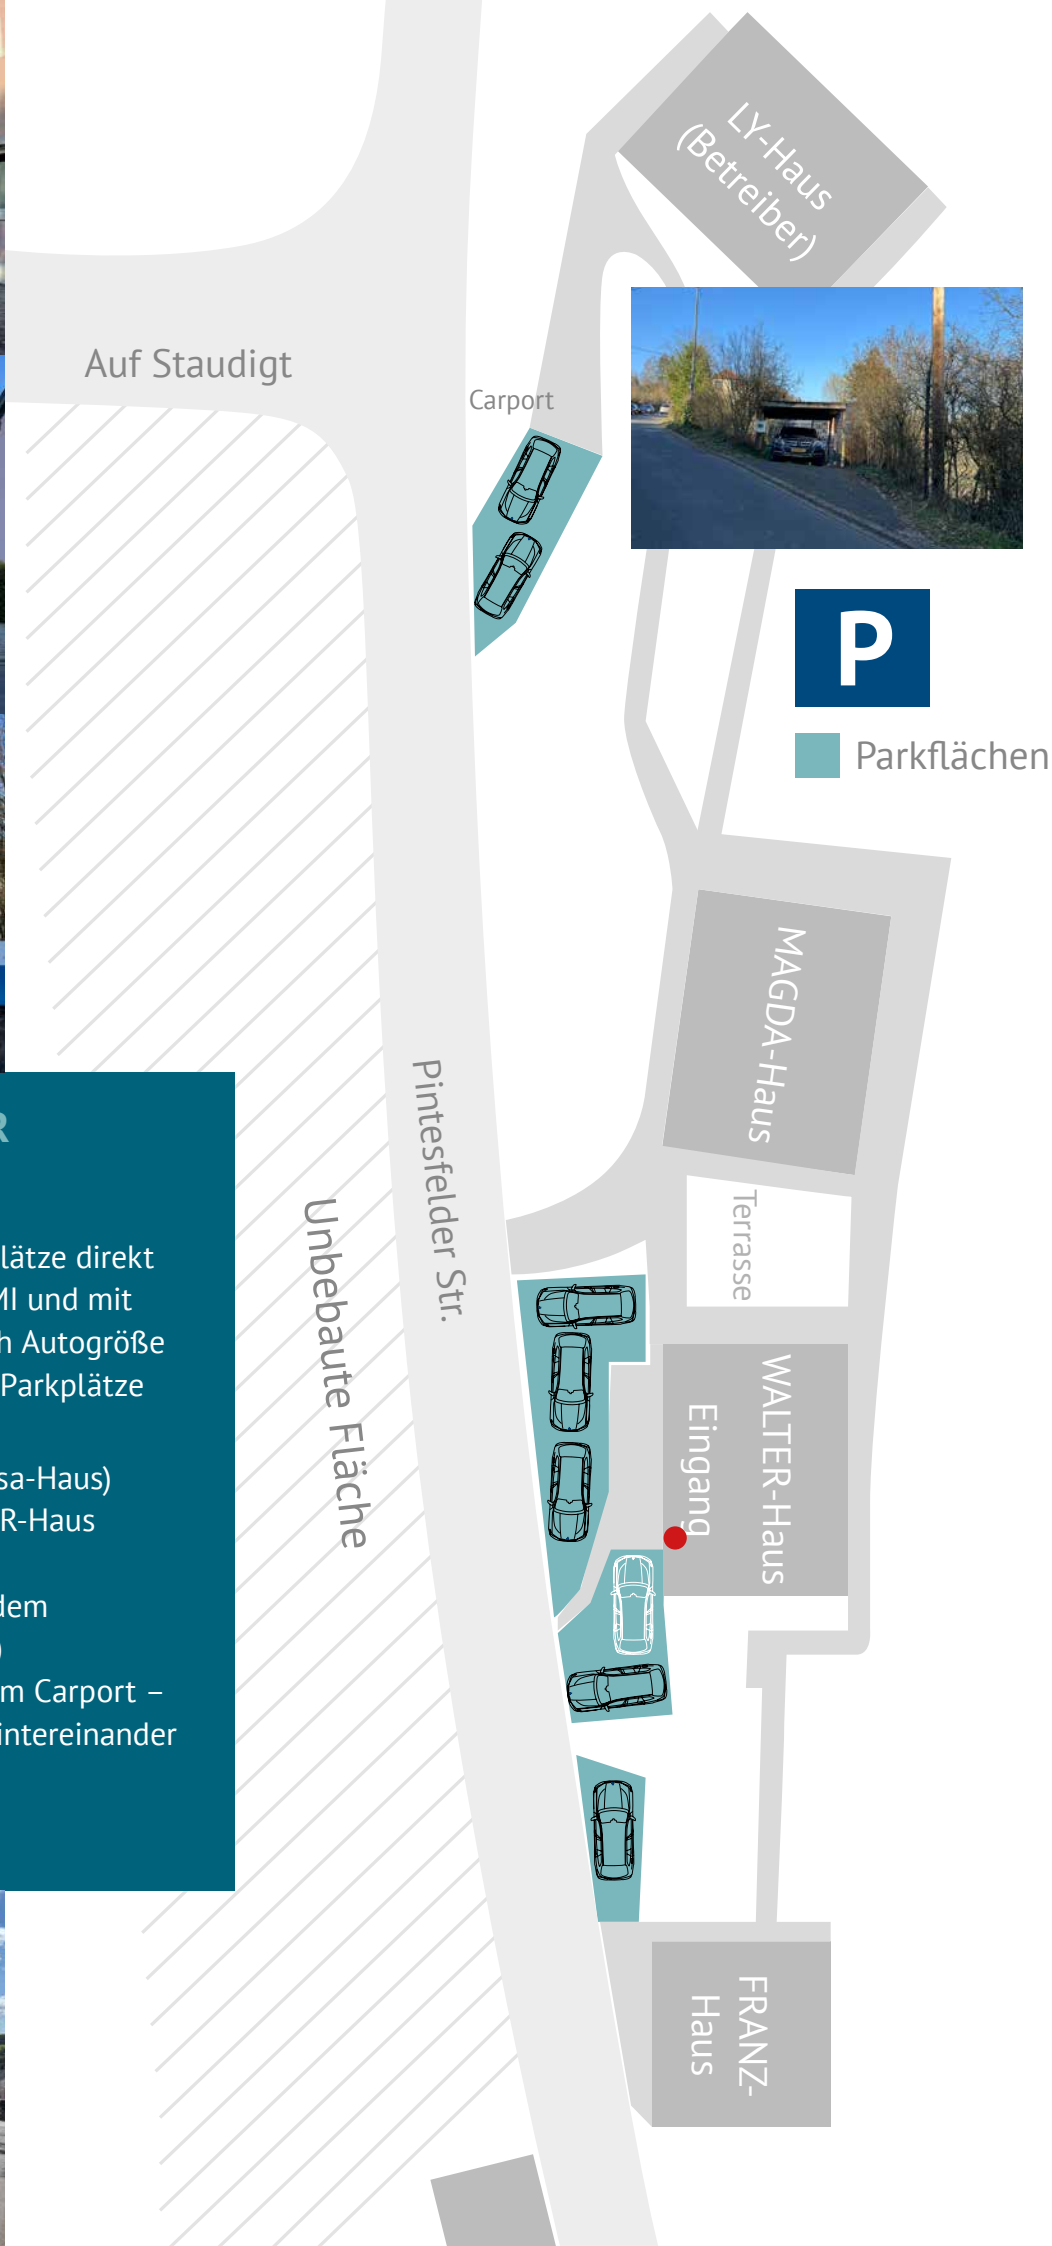 LY-Haus
(Betreiber)
Auf Staudigt
Carport
P
Parkflächen
MAGDA-Haus
Pintesfelder Str.
Unbebaute Fläche
Terrasse
WALTER-Haus
Eingang
R
lätze direkt
MI und mit
h Autogröße
Parkplätze
sa-Haus)
R-Haus
dem
)
m Carport –
intereinander
FRANZ-
Haus